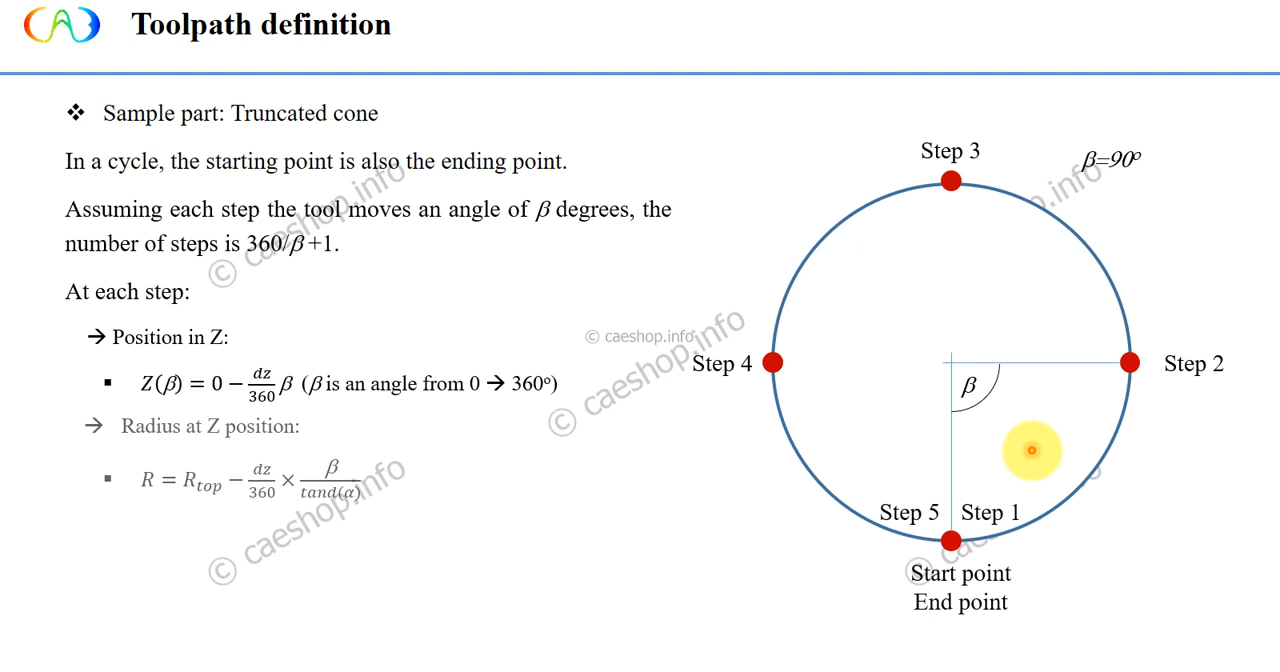 Toolpath definition
❖ Sample part: Truncated cone
In a cycle, the starting point is also the ending point.
Assuming each step the tool moves an angle of β degrees, the
number of steps is 360/β+1.
At each step:
→ Position in Z:
▪ Z(β) = 0 − dz/360 β (β is an angle from 0 → 360º)
→ Radius at Z position:
▪ R = R_top − dz/360 × β/tand(α)
Step 3
β=90º
Step 4
Step 2
β
Step 5
Step 1
Start point
End point
© caeshop.info
© caeshop.info
© caeshop.info
© caeshop.info
.info
© cae